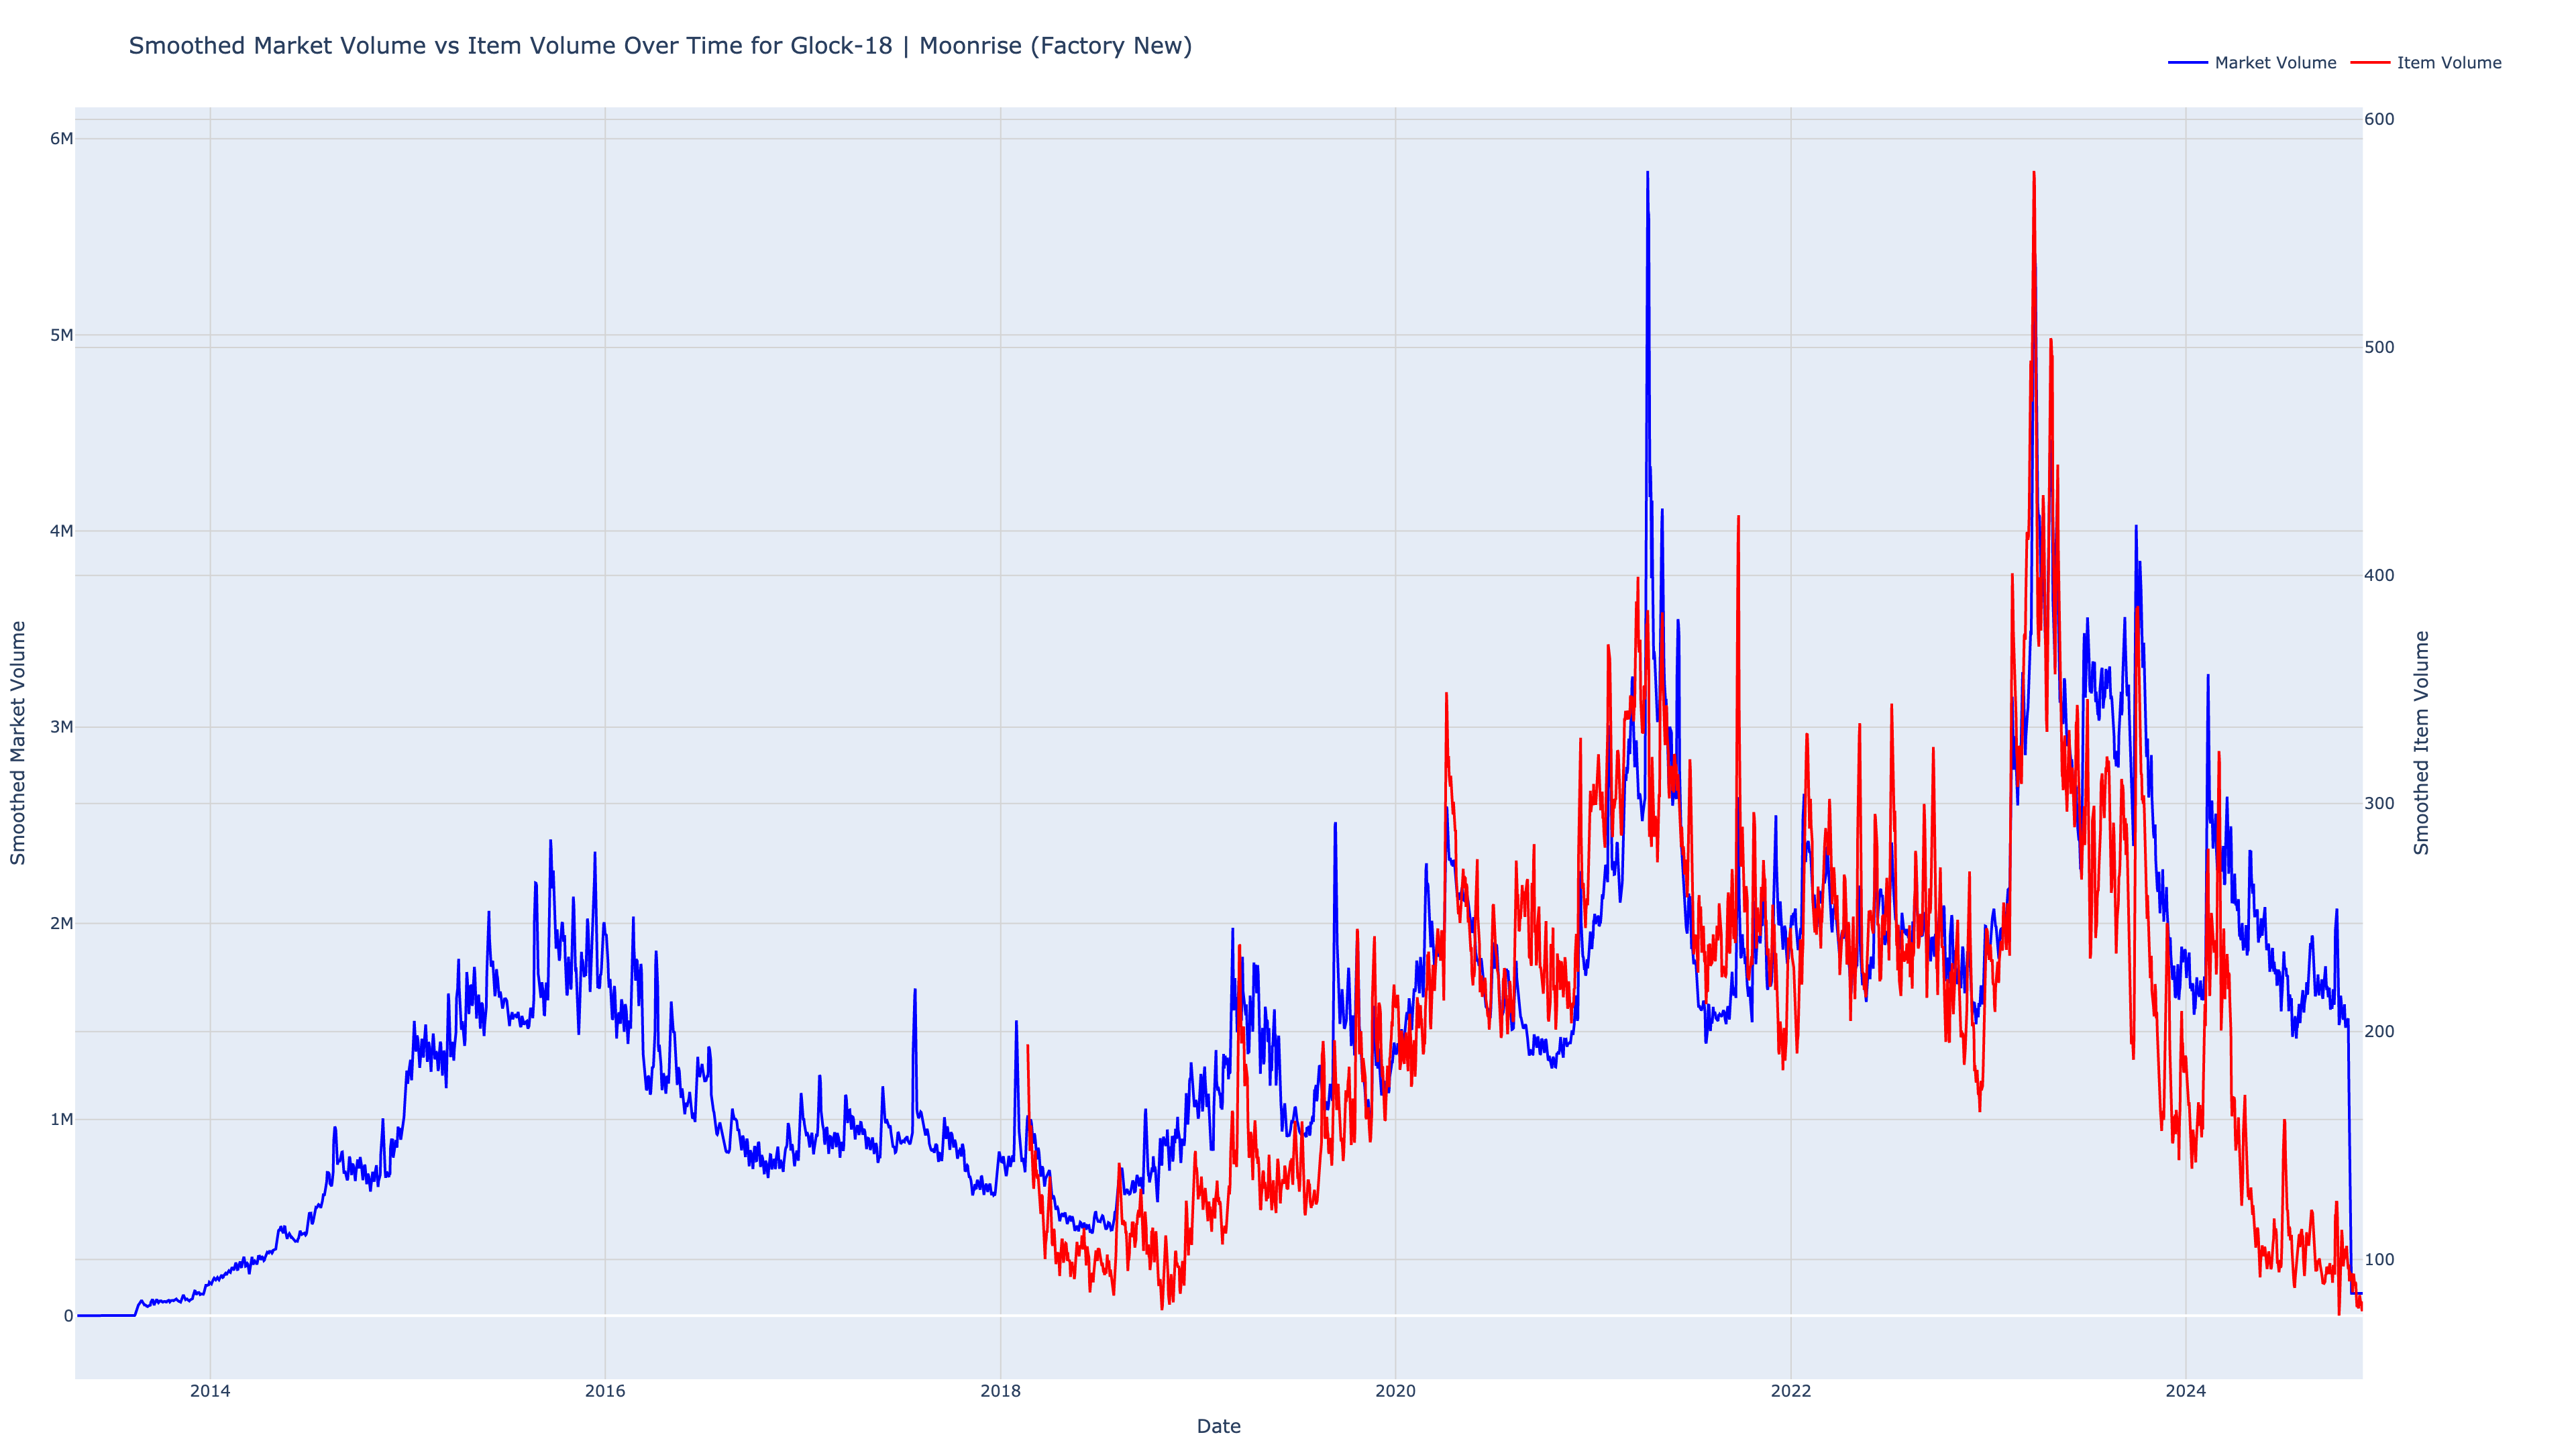 Smoothed Market Volume vs Item Volume Over Time for Glock-18 | Moonrise (Factory New)
Market Volume
Item Volume
6M
5M
4M
3M
2M
1M
0
600
500
400
300
200
100
Smoothed Market Volume
Smoothed Item Volume
2014
2016
2018
2020
2022
2024
Date